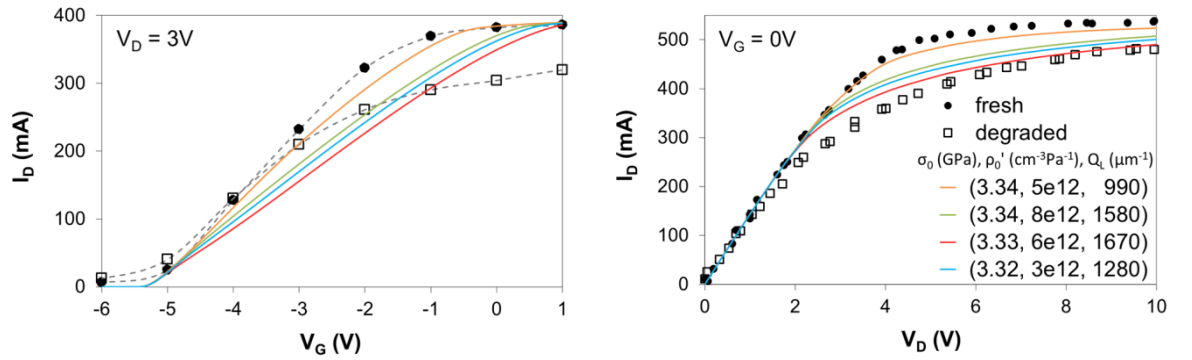 V_D = 3V
400
300
200
100
0
I_D (mA)
-6 -5 -4 -3 -2 -1 0 1
V_G (V)
V_G = 0V
500
400
300
200
100
0
I_D (mA)
0 2 4 6 8 10
V_D (V)
fresh
degraded
σ₀ (GPa), ρ₀' (cm⁻³Pa⁻¹), Q_L (μm⁻¹)
(3.34, 5e12, 990)
(3.34, 8e12, 1580)
(3.33, 6e12, 1670)
(3.32, 3e12, 1280)